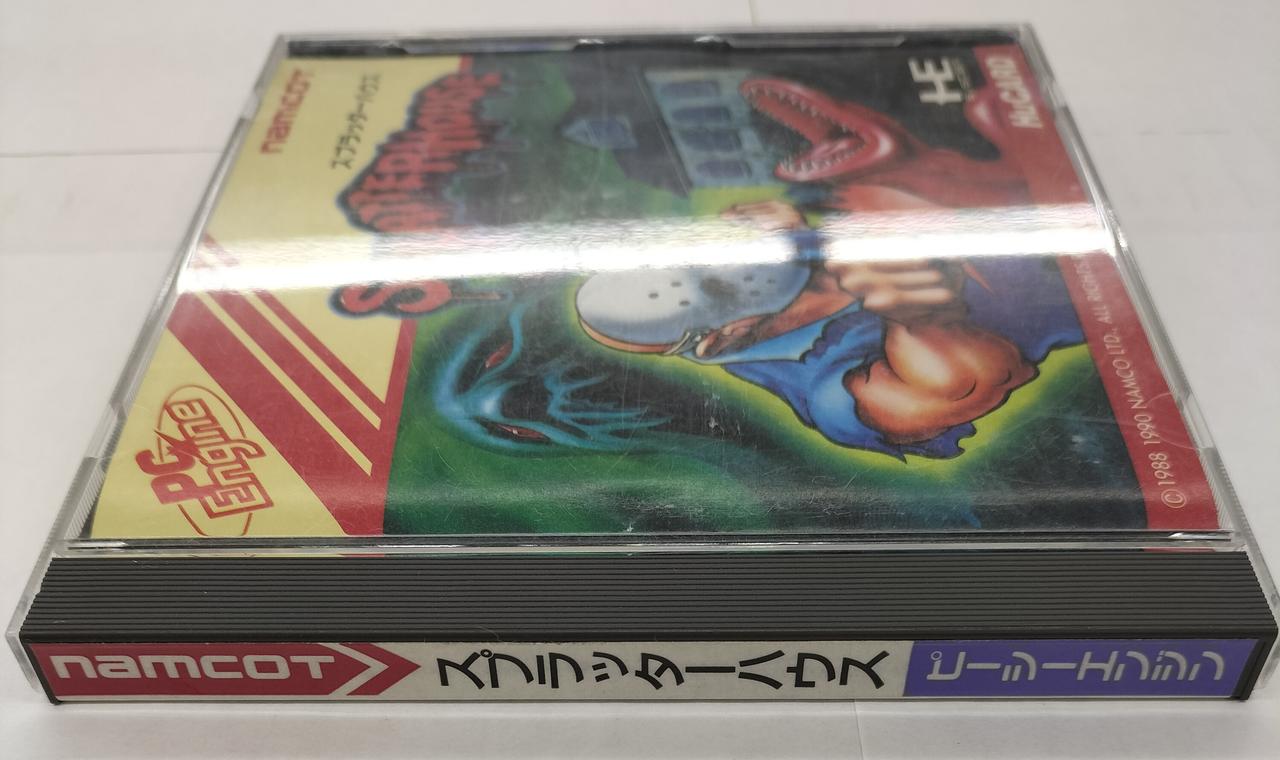 namcot
スプラッターハウス
SPLATTERHOUSE
PC Engine
HE
HuCARD
©1988 1990 NAMCO LTD., ALL RIGHTS
namcot
スプラッターハウス
ピーシーエンジン